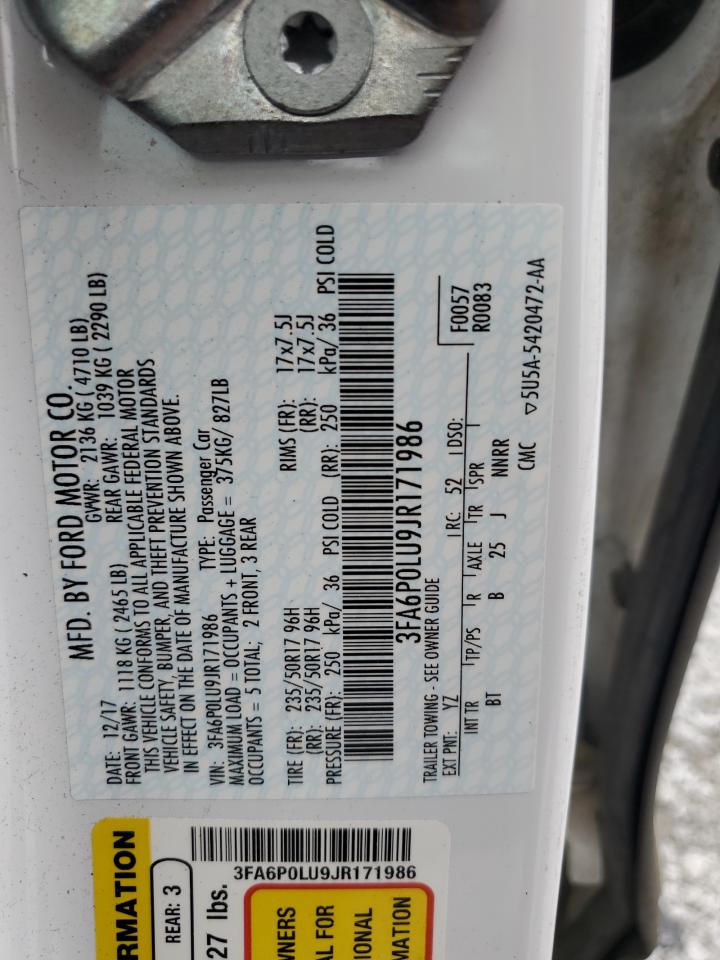 MFD. BY FORD MOTOR CO.
DATE: 12/17 GVWR: 2136 KG ( 4710 LB)
FRONT GAWR: 1118 KG ( 2465 LB) REAR GAWR: 1039 KG ( 2290 LB)
THIS VEHICLE CONFORMS TO ALL APPLICABLE FEDERAL MOTOR
VEHICLE SAFETY, BUMPER, AND THEFT PREVENTION STANDARDS
IN EFFECT ON THE DATE OF MANUFACTURE SHOWN ABOVE.
VIN: 3FA6P0LU9JR171986 TYPE: Passenger Car
MAXIMUM LOAD = OCCUPANTS + LUGGAGE = 375KG/ 827LB
OCCUPANTS = 5 TOTAL; 2 FRONT, 3 REAR
TIRE (FR): 235/50R17 96H RIMS (FR): 17x7.5J
(RR): 235/50R17 96H (RR): 17x7.5J
PRESSURE (FR): 250 kPa/ 36 PSI COLD (RR): 250 kPa/ 36 PSI COLD
3FA6P0LU9JR171986
TRAILER TOWING - SEE OWNER GUIDE
F0057
R0083
EXT PNT: YZ RC: 52 DSO:
INT TR TP/PS R AXLE TR SPR
BT B 25 J NNRR
CMC ▽5U5A-5420472-AA
3FA6P0LU9JR171986
RMATION
REAR: 3
27 lbs.
WNERS
AL FOR
IONAL
MATION